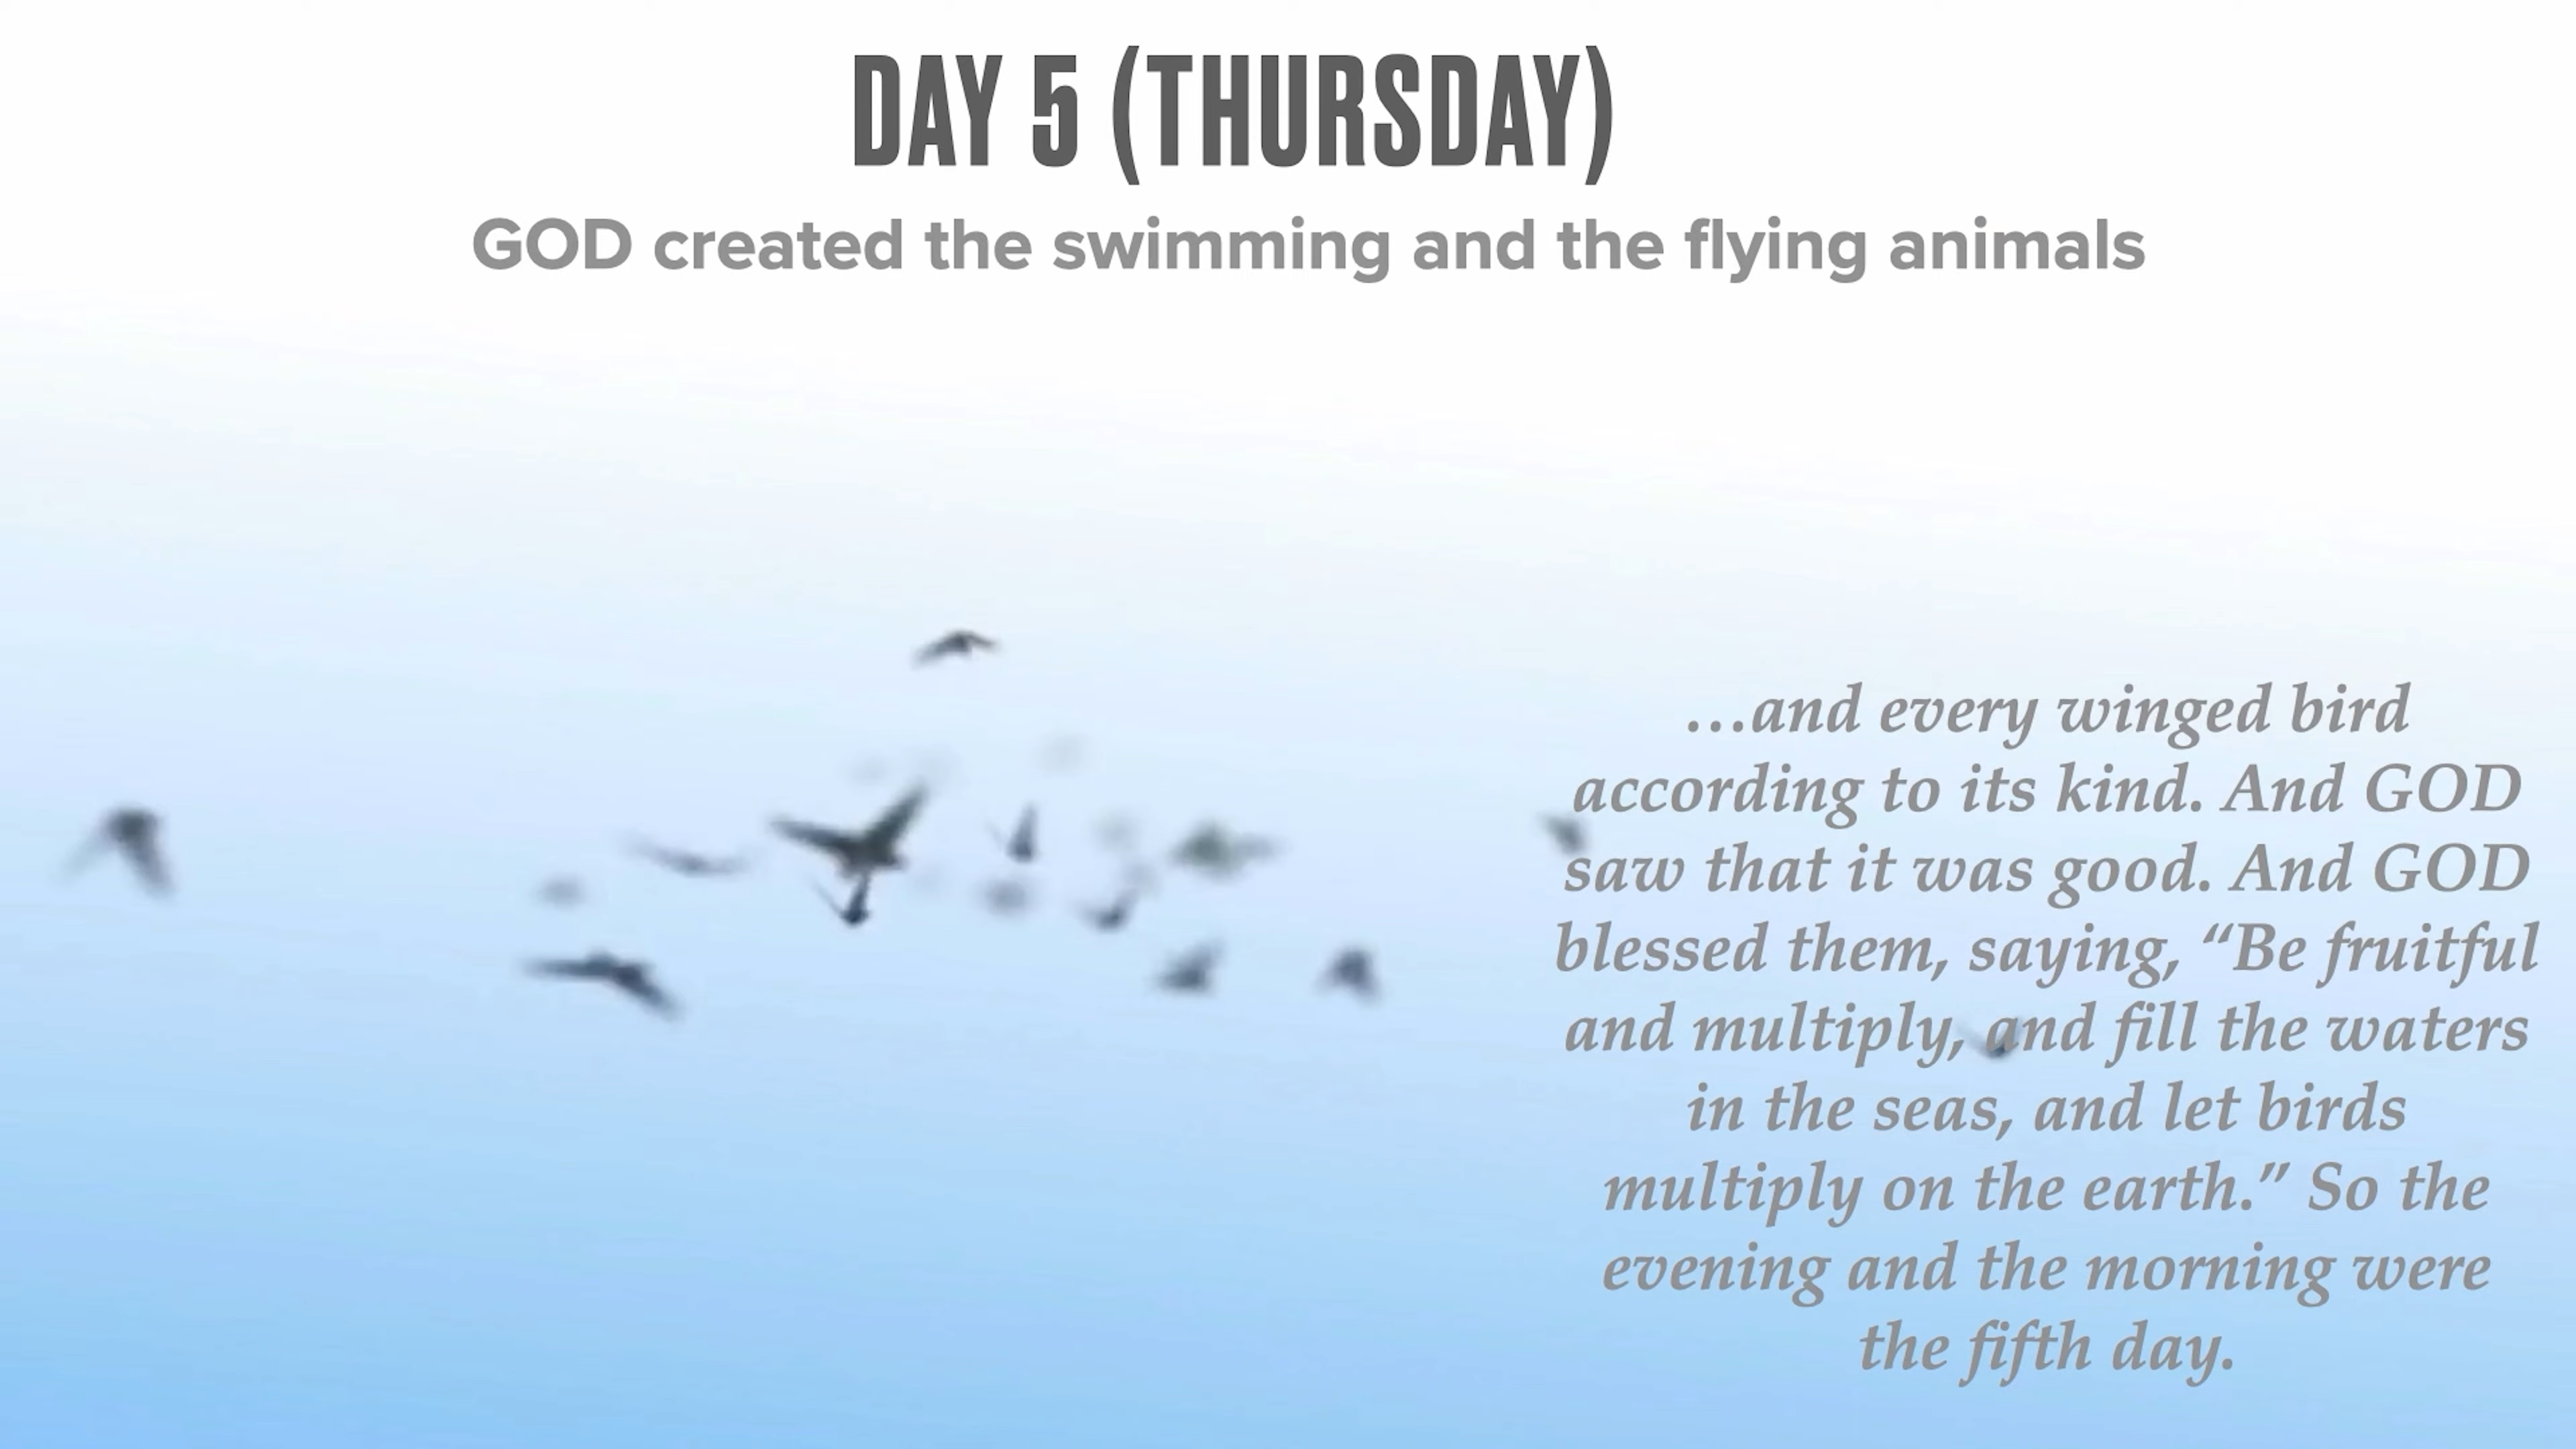 DAY 5 (THURSDAY)
GOD created the swimming and the flying animals
…and every winged bird
according to its kind. And GOD
saw that it was good. And GOD
blessed them, saying, “Be fruitful
and multiply, and fill the waters
in the seas, and let birds
multiply on the earth.” So the
evening and the morning were
the fifth day.